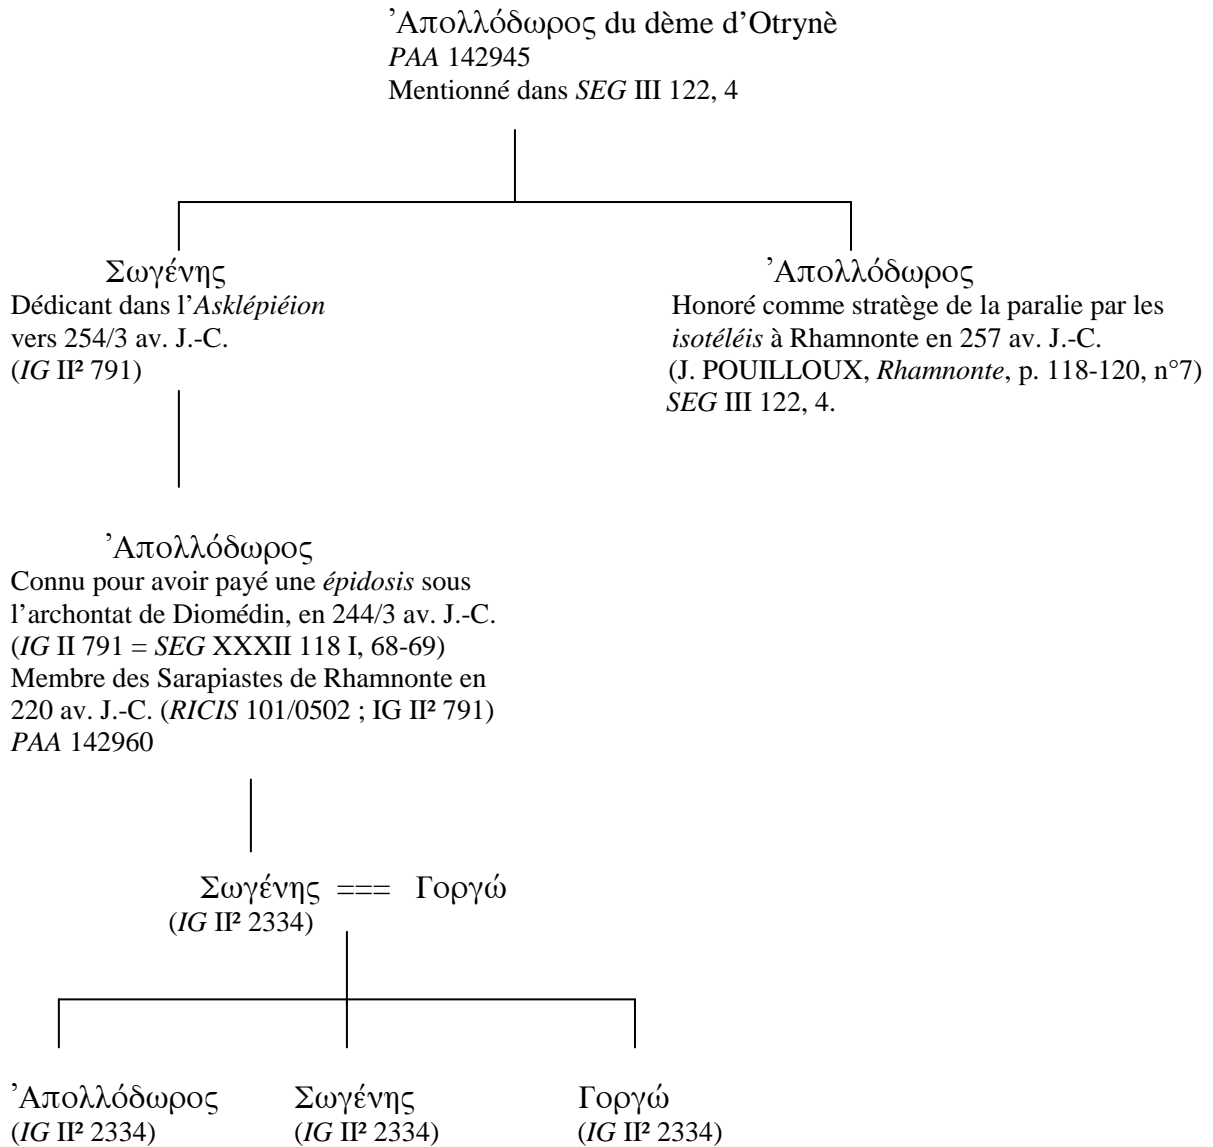 ᾿Απολλόδωρος du dème d’Otrynè
PAA 142945
Mentionné dans SEG III 122, 4
Σωγένης
Dédicant dans l’Asklépiéion
vers 254/3 av. J.-C.
(IG II² 791)
᾿Απολλόδωρος
Honoré comme stratège de la paralie par les
isotéléis à Rhamnonte en 257 av. J.-C.
(J. POUILLOUX, Rhamnonte, p. 118-120, n°7)
SEG III 122, 4.
᾿Απολλόδωρος
Connu pour avoir payé une épidosis sous
l’archontat de Diomédin, en 244/3 av. J.-C.
(IG II 791 = SEG XXXII 118 I, 68-69)
Membre des Sarapiastes de Rhamnonte en
220 av. J.-C. (RICIS 101/0502 ; IG II² 791)
PAA 142960
Σωγένης === Γοργώ
(IG II² 2334)
᾿Απολλόδωρος Σωγένης Γοργώ
(IG II² 2334) (IG II² 2334) (IG II² 2334)